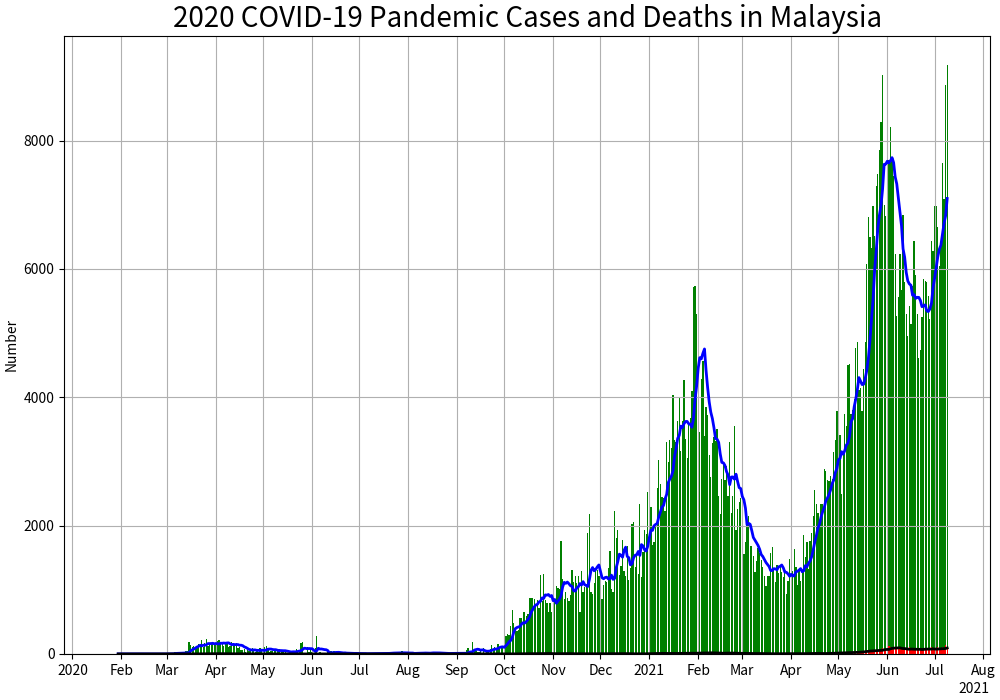 2020 COVID-19 Pandemic Cases and Deaths in Malaysia
Number
8000
6000
4000
2000
0
2020 Feb Mar Apr May Jun Jul Aug Sep Oct Nov Dec 2021 Feb Mar Apr May Jun Jul Aug
2021